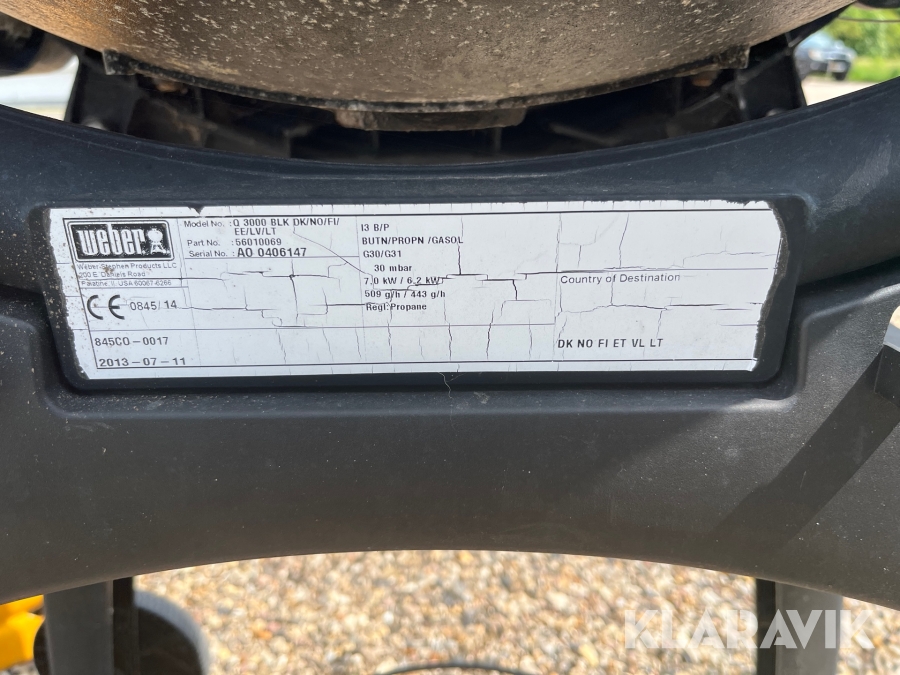 weber
Weber-Stephen Products LLC
200 E. Daniels Road
Palatine, IL USA 60067-6266
CE 0845/14
845CO-0017
2013-07-11
Model No. : Q 3000 BLK DK/NO/FI/
EE/LV/LT
Part No. : 56010069
Serial No. : AO 0406147
I3 B/P
BUTN/PROPN /GASOL
G30/G31
30 mbar
7,0 kW / 6,2 kW
509 g/h / 443 g/h
Regl: Propane
Country of Destination
DK NO FI ET VL LT
KLARAVIK